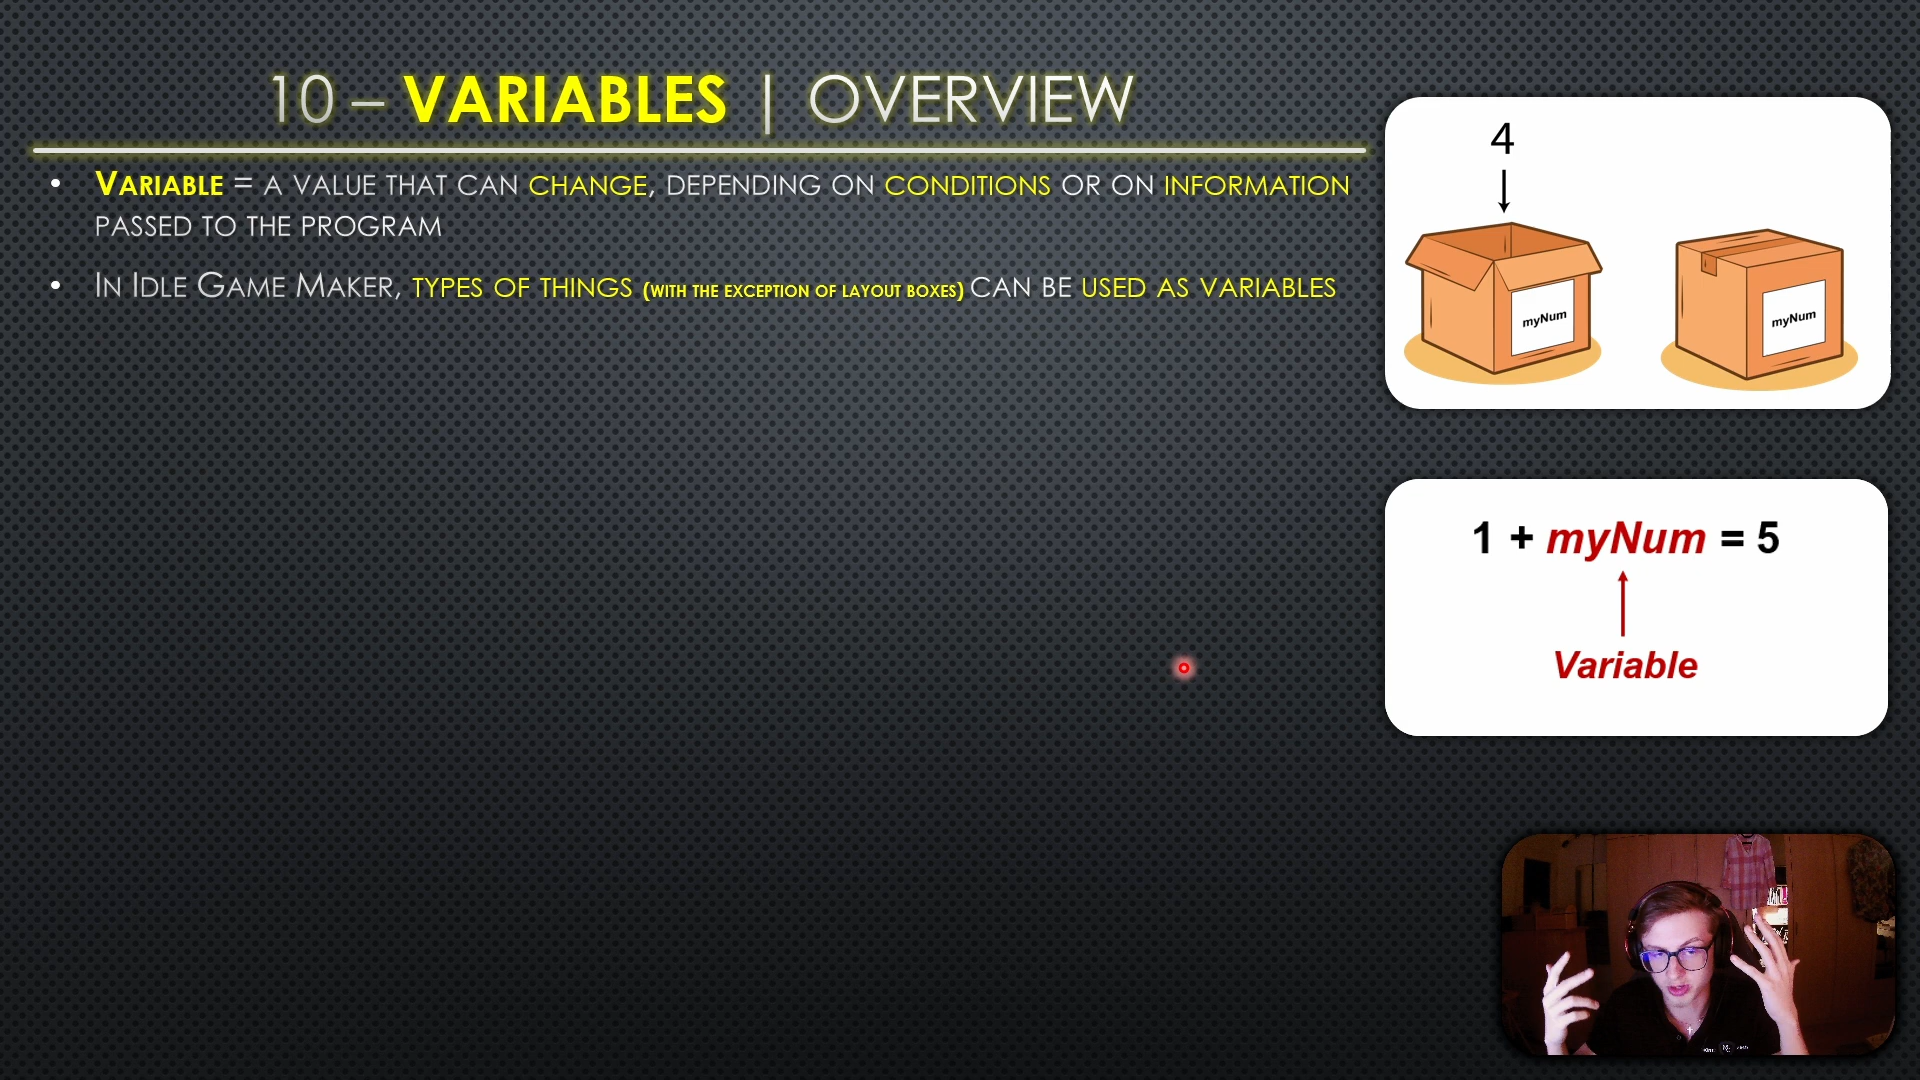 10 – VARIABLES | OVERVIEW
• VARIABLE = A VALUE THAT CAN CHANGE, DEPENDING ON CONDITIONS OR ON INFORMATION
PASSED TO THE PROGRAM
• IN IDLE GAME MAKER, TYPES OF THINGS (WITH THE EXCEPTION OF LAYOUT BOXES) CAN BE USED AS VARIABLES
4
myNum
myNum
1 + myNum = 5
Variable